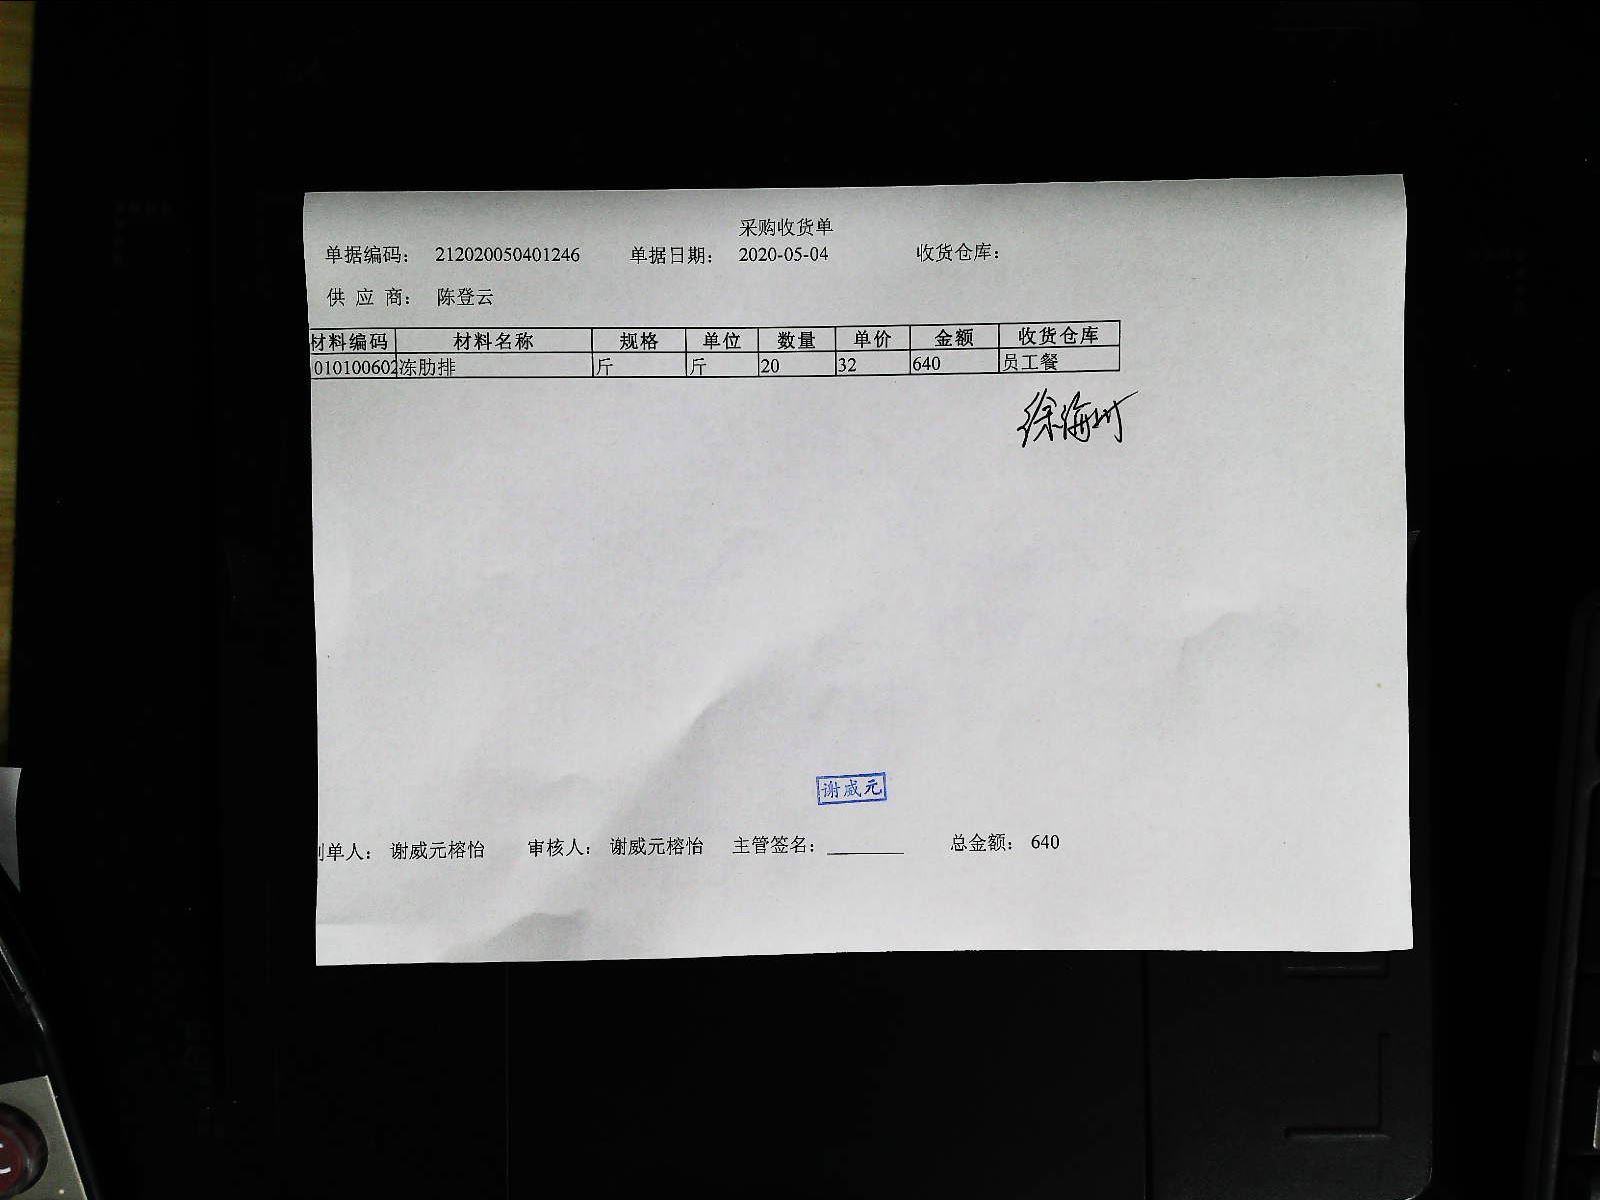 采购收货单
单据编码： 212020050401246 单据日期： 2020-05-04 收货仓库：
供 应 商： 陈登云
材料编码 材料名称 规格 单位 数量 单价 金额 收货仓库
010100602 冻肋排 斤 斤 20 32 640 员工餐
谢威元
制单人： 谢威元榕怡 审核人： 谢威元榕怡 主管签名： 总金额： 640